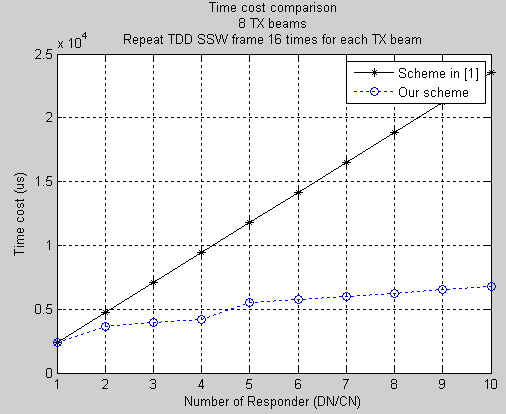 Time cost comparison
8 TX beams
Repeat TDD SSW frame 16 times for each TX beam
x 10^4
2.5
2
1.5
1
0.5
0
Time cost (us)
Scheme in [1]
Our scheme
1 2 3 4 5 6 7 8 9 10
Number of Responder (DN/CN)